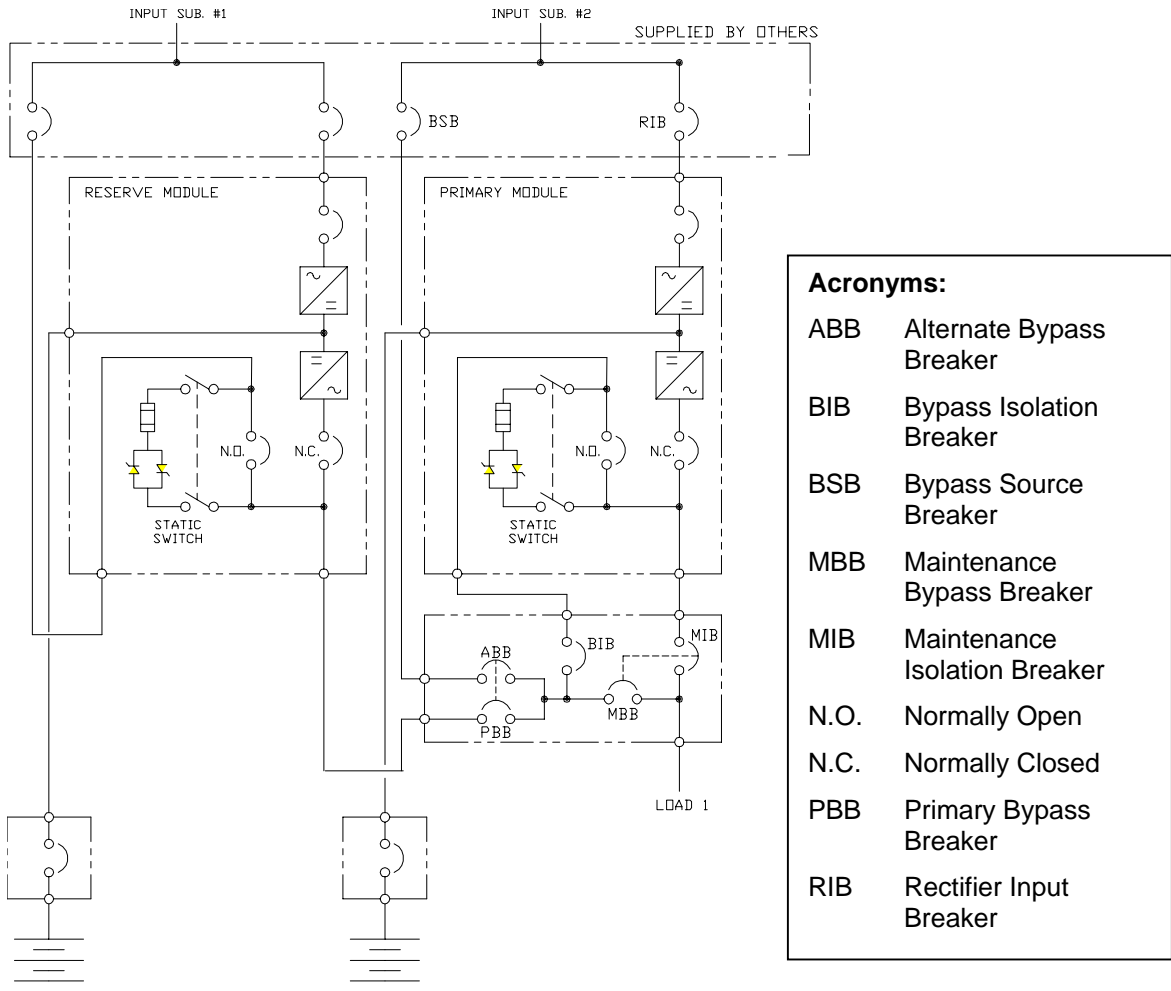 INPUT SUB. #1
INPUT SUB. #2
SUPPLIED BY OTHERS
BSB
RIB
RESERVE MODULE
PRIMARY MODULE
N.O.
N.C.
STATIC
SWITCH
N.O.
N.C.
STATIC
SWITCH
ABB
BIB
MIB
MBB
PBB
LOAD 1
Acronyms:
ABB Alternate Bypass
Breaker
BIB Bypass Isolation
Breaker
BSB Bypass Source
Breaker
MBB Maintenance
Bypass Breaker
MIB Maintenance
Isolation Breaker
N.O. Normally Open
N.C. Normally Closed
PBB Primary Bypass
Breaker
RIB Rectifier Input
Breaker